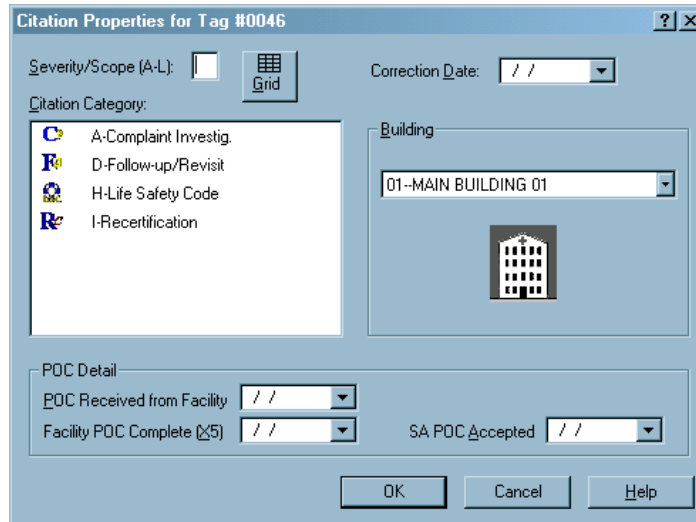 Citation Properties for Tag #0046
Severity/Scope (A-L):
Grid
Correction Date: / /
Citation Category:
A-Complaint Investig.
D-Follow-up/Revisit
H-Life Safety Code
I-Recertification
Building
01--MAIN BUILDING 01
POC Detail
POC Received from Facility / /
Facility POC Complete (X5) / /
SA POC Accepted / /
OK Cancel Help